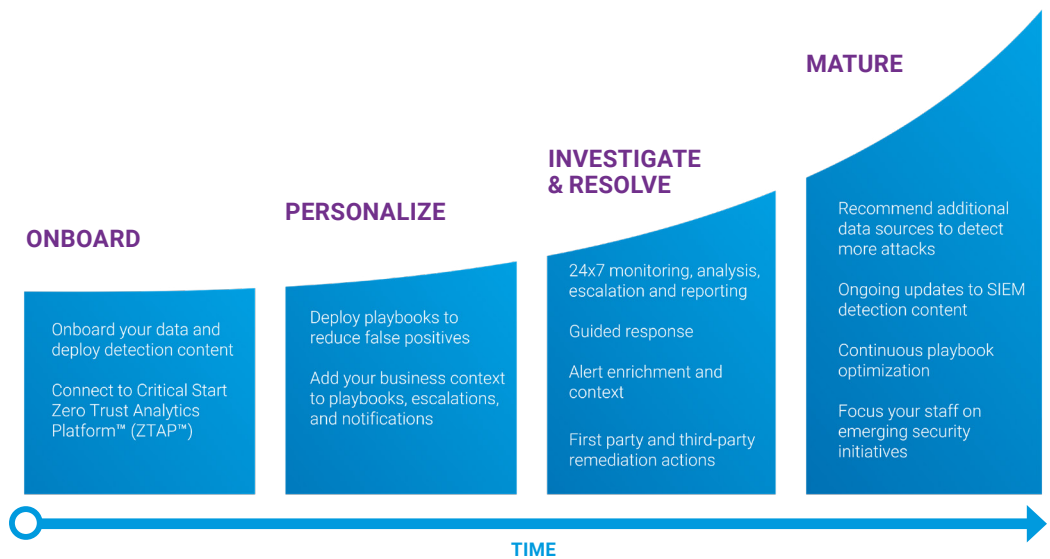 ONBOARD
Onboard your data and
deploy detection content
Connect to Critical Start
Zero Trust Analytics
Platform™ (ZTAP™)
PERSONALIZE
Deploy playbooks to
reduce false positives
Add your business context
to playbooks, escalations,
and notifications
INVESTIGATE
& RESOLVE
24x7 monitoring, analysis,
escalation and reporting
Guided response
Alert enrichment and
context
First party and third-party
remediation actions
MATURE
Recommend additional
data sources to detect
more attacks
Ongoing updates to SIEM
detection content
Continuous playbook
optimization
Focus your staff on
emerging security
initiatives
TIME